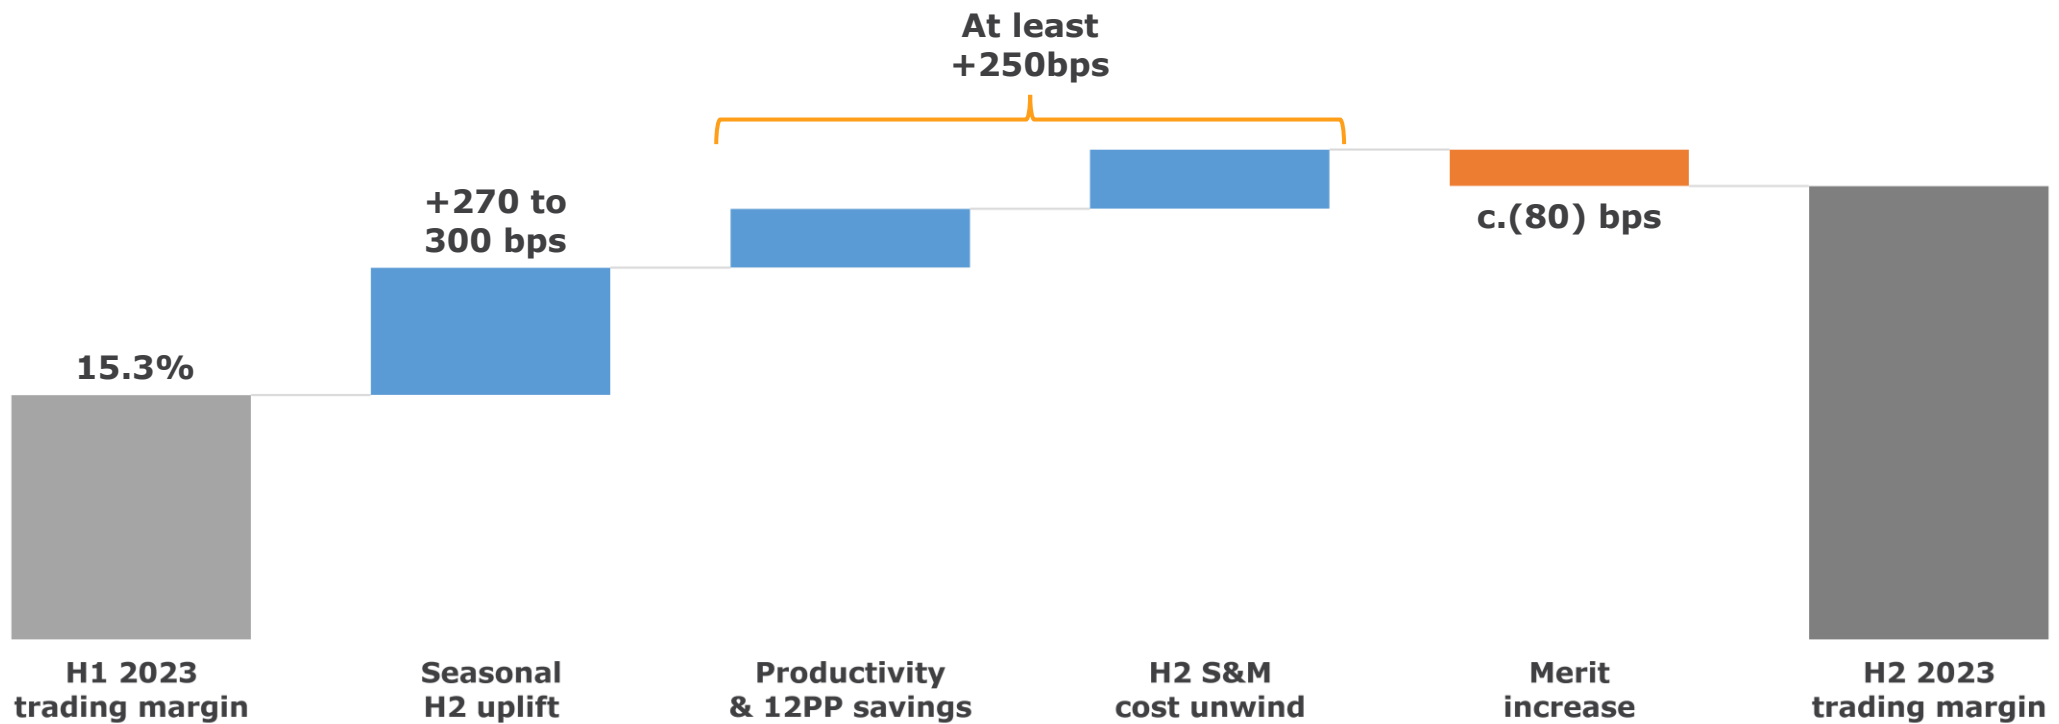 At least
+250bps
+270 to
300 bps
c.(80) bps
15.3%
H1 2023
trading margin
Seasonal
H2 uplift
Productivity
& 12PP savings
H2 S&M
cost unwind
Merit
increase
H2 2023
trading margin